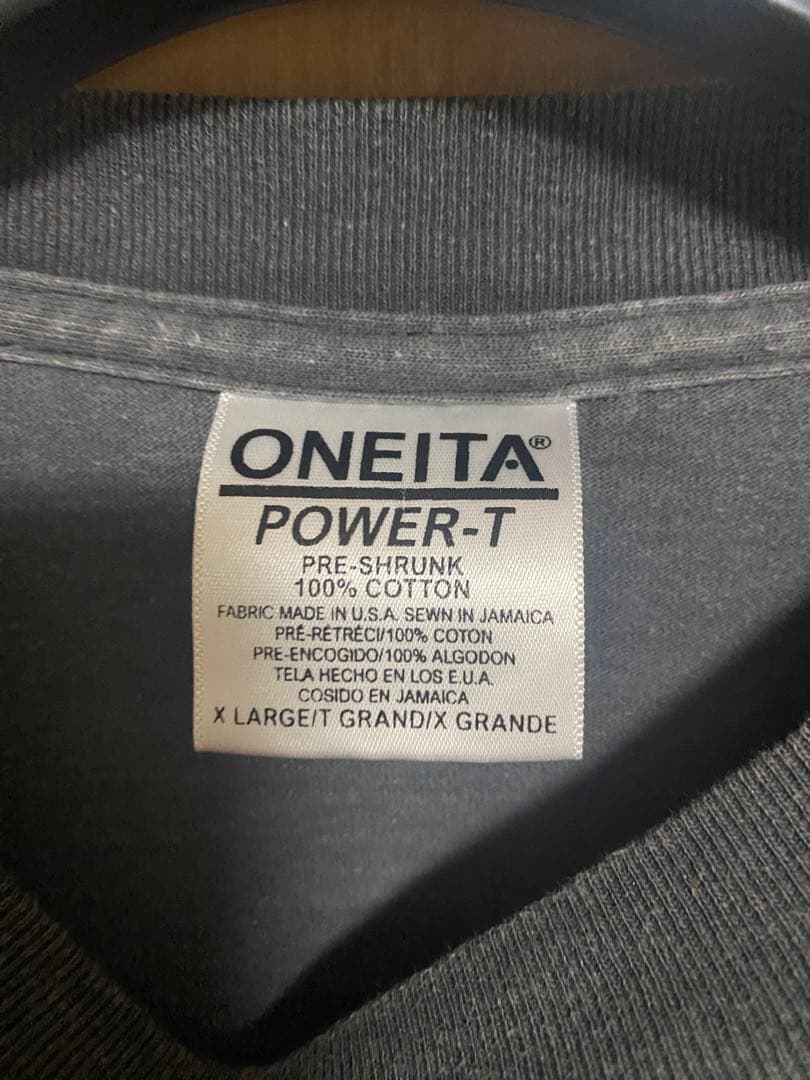 ONEITA®
POWER-T
PRE-SHRUNK
100% COTTON
FABRIC MADE IN U.S.A. SEWN IN JAMAICA
PRÉ-RÉTRÉCI/100% COTON
PRE-ENCOGIDO/100% ALGODON
TELA HECHO EN LOS E.U.A.
COSIDO EN JAMAICA
X LARGE/T GRAND/X GRANDE